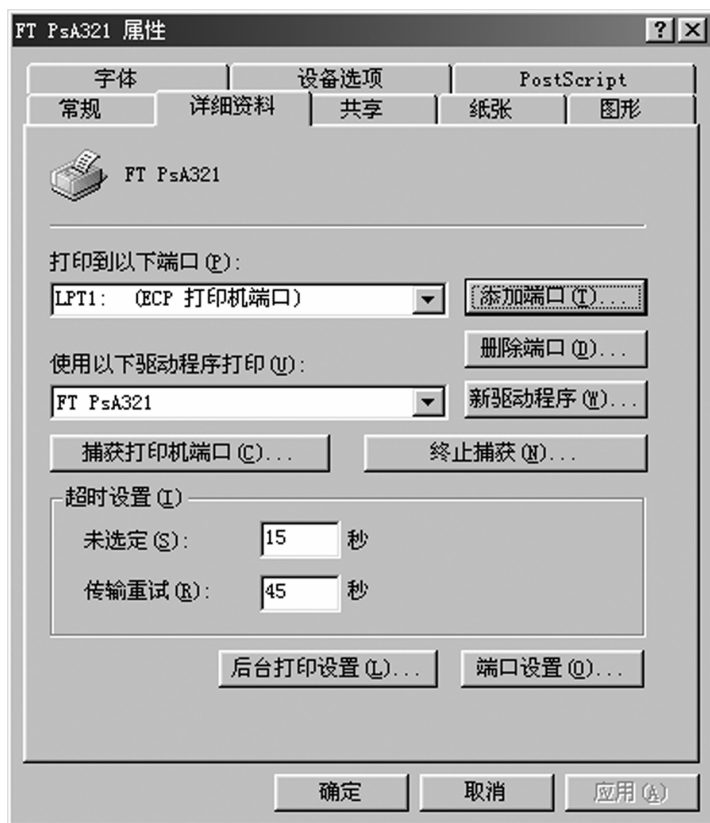 FT PsA321 属性
字体 设备选项 PostScript
常规 详细资料 共享 纸张 图形
FT PsA321
打印到以下端口(P):
LPT1: (ECP 打印机端口) 添加端口(T)...
删除端口(D)...
使用以下驱动程序打印(U):
FT PsA321 新驱动程序(W)...
捕获打印机端口(C)... 终止捕获(N)...
超时设置(I)
未选定(S): 15 秒
传输重试(R): 45 秒
后台打印设置(L)... 端口设置(O)...
确定 取消 应用(A)